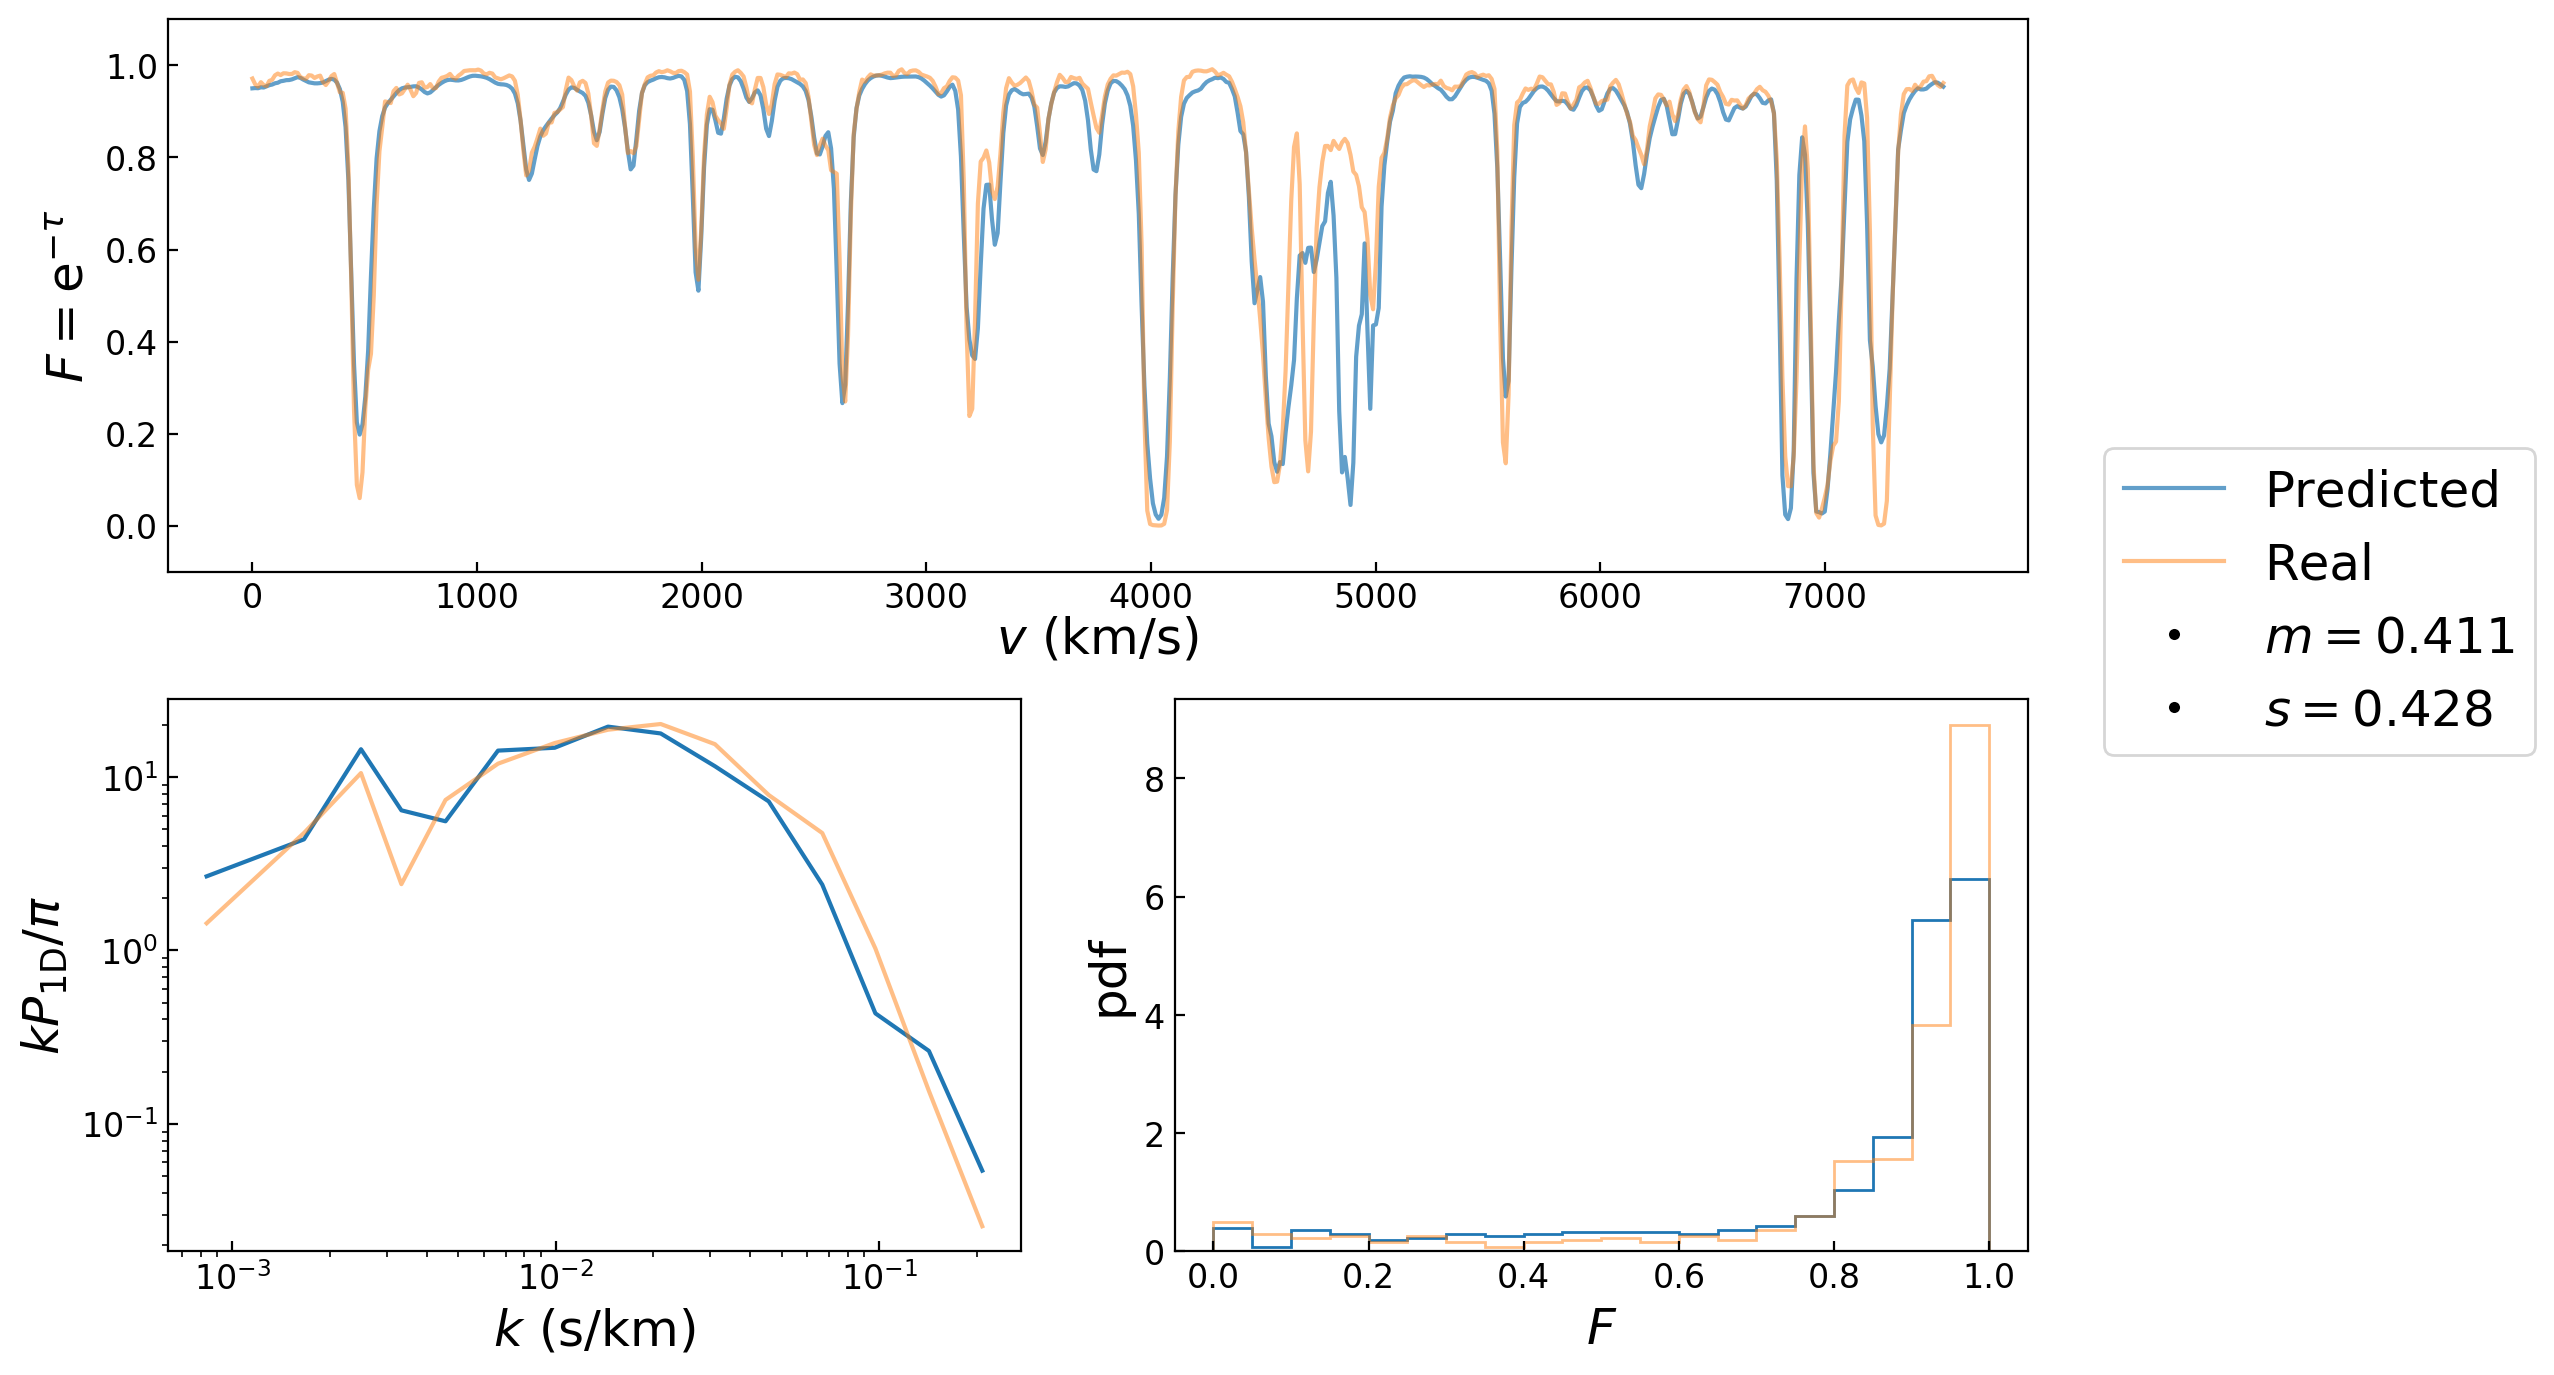 F = e^{−τ}
1.0
0.8
0.6
0.4
0.2
0.0
0 1000 2000 3000 4000 5000 6000 7000
v (km/s)
Predicted
Real
m = 0.411
s = 0.428
kP_{1D}/π
10^1
10^0
10^{−1}
10^{−3} 10^{−2} 10^{−1}
k (s/km)
pdf
8
6
4
2
0
0.0 0.2 0.4 0.6 0.8 1.0
F